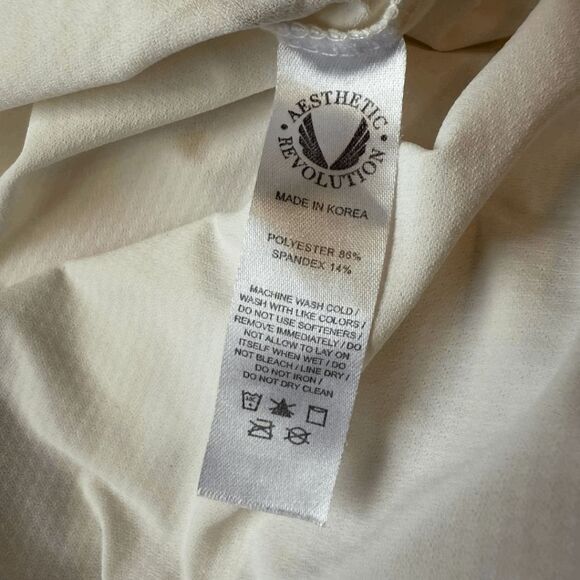 AESTHETIC
REVOLUTION
MADE IN KOREA
POLYESTER 86%
SPANDEX 14%
MACHINE WASH COLD /
WASH WITH LIKE COLORS /
DO NOT USE SOFTENERS /
REMOVE IMMEDIATELY / DO
NOT ALLOW TO LAY ON
ITSELF WHEN WET / DO
NOT BLEACH / LINE DRY /
DO NOT IRON /
DO NOT DRY CLEAN